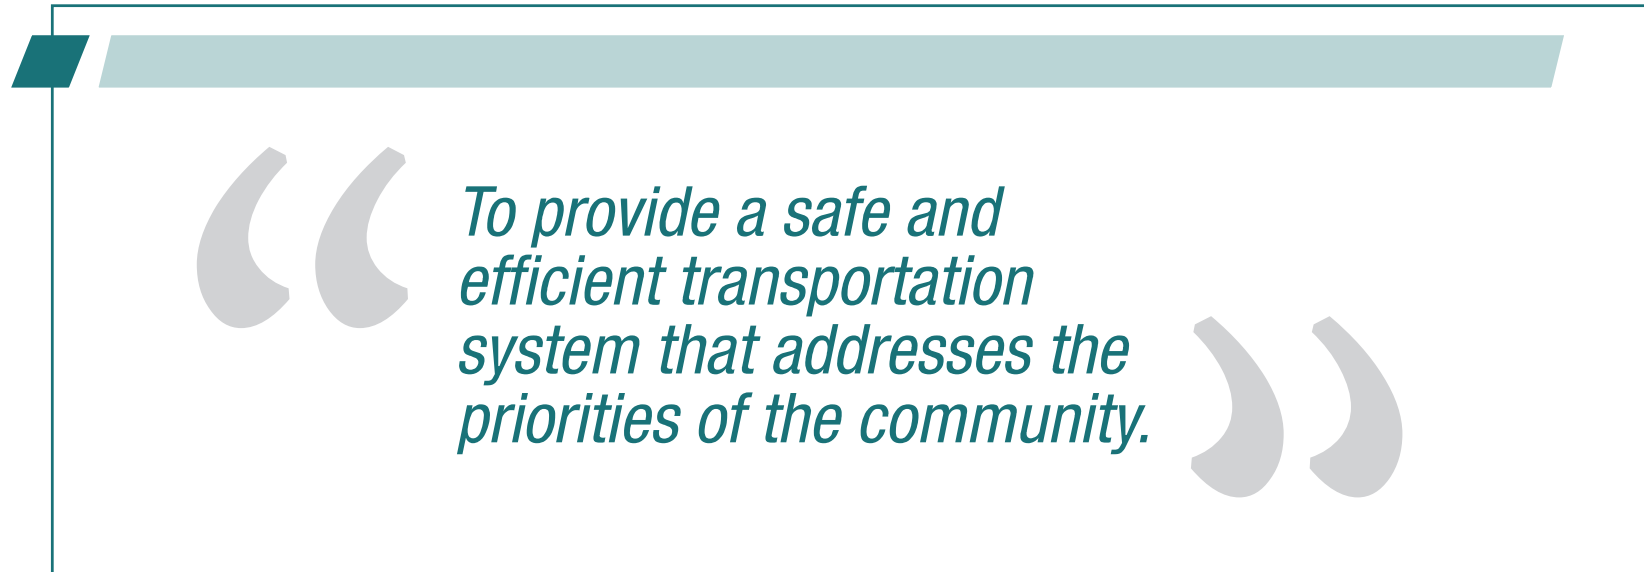 “To provide a safe and
efficient transportation
system that addresses the
priorities of the community.”